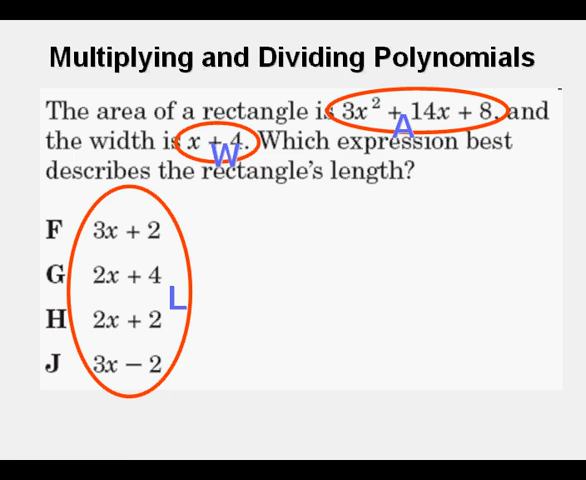 Multiplying and Dividing Polynomials
The area of a rectangle is 3x² + 14x + 8, and
A
the width is x + 4. Which expression best
W
describes the rectangle's length?
F 3x + 2
G 2x + 4
L
H 2x + 2
J 3x − 2